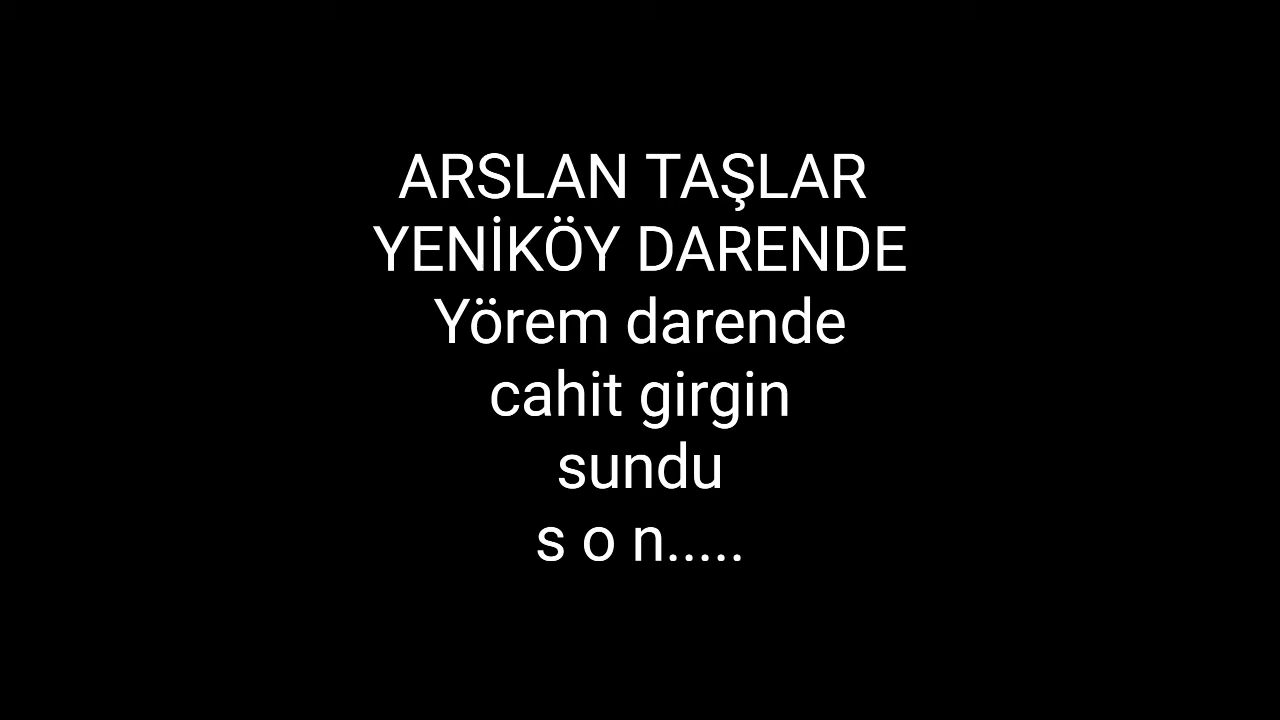 ARSLAN TAŞLAR
YENİKÖY DARENDE
Yörem darende
cahit girgin
sundu
s o n.....